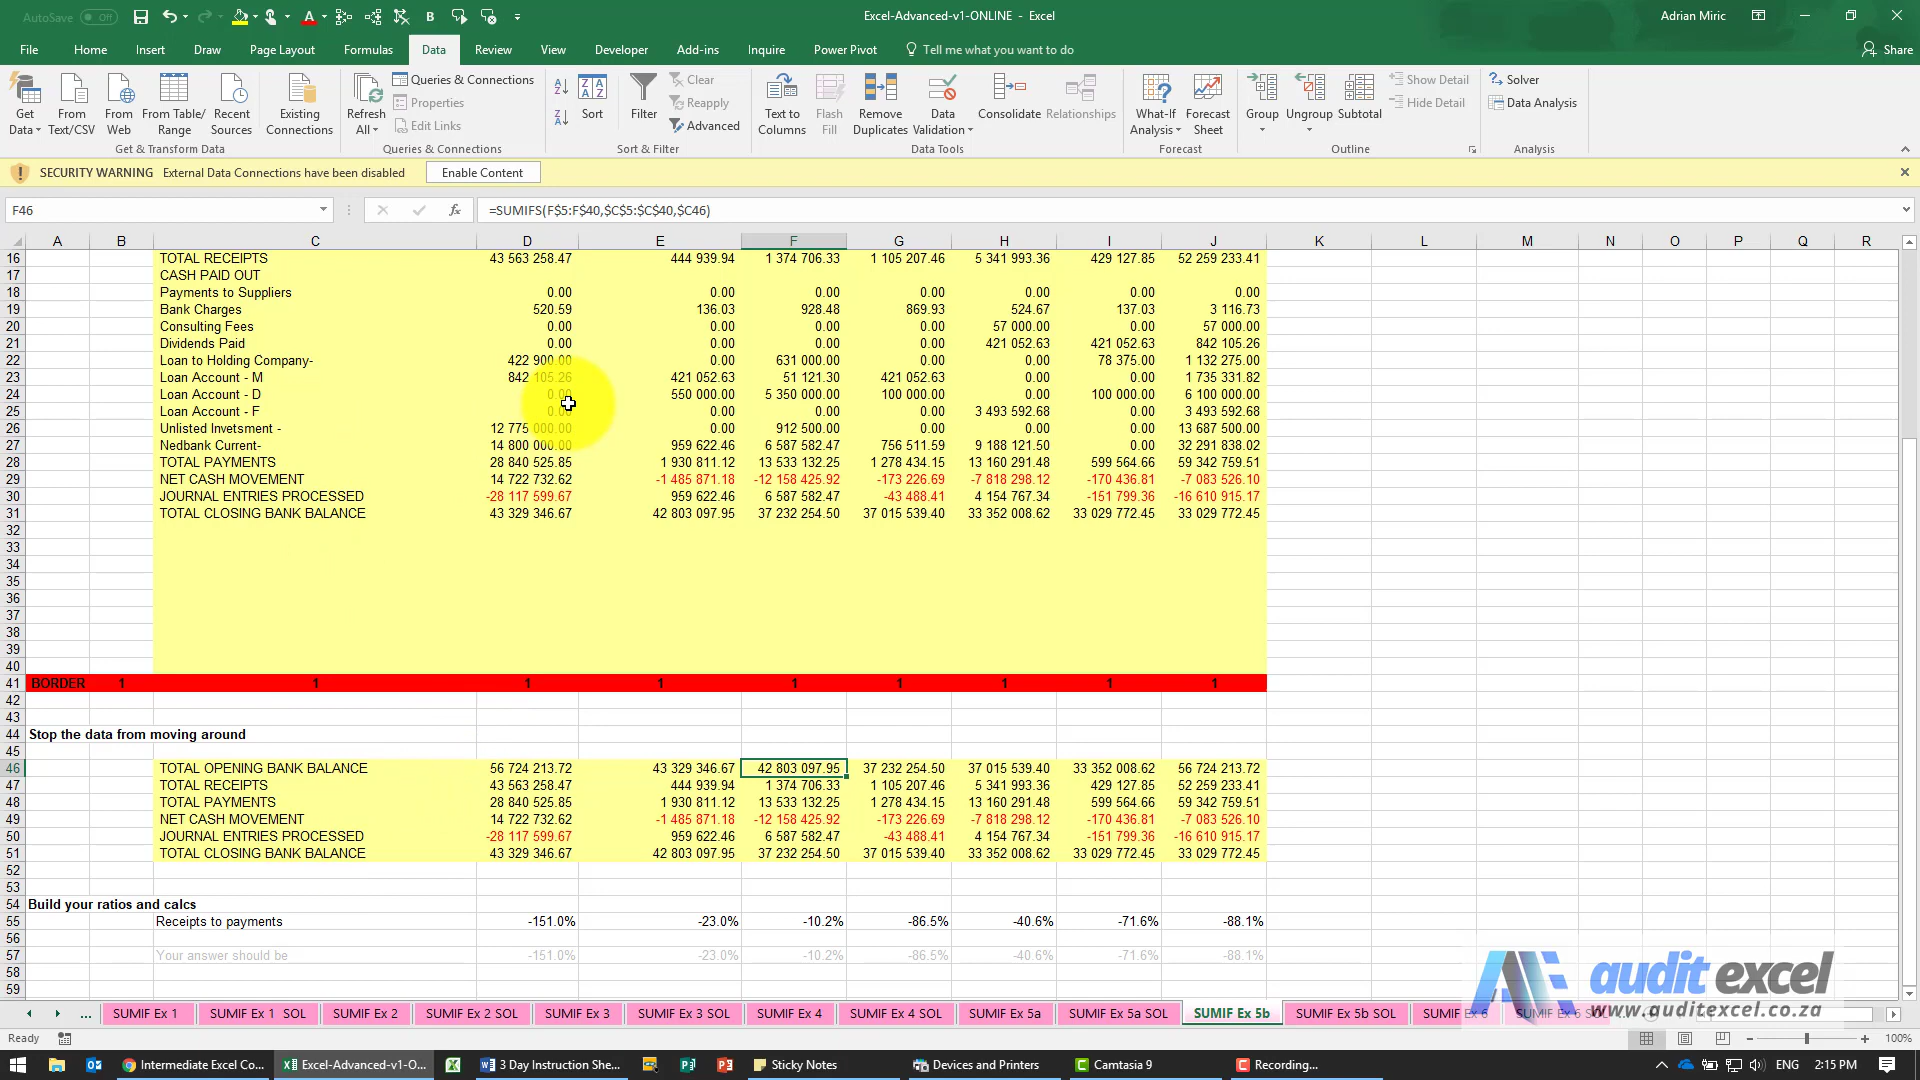 AutoSave Off
Excel-Advanced-v1-ONLINE - Excel
Adrian Miric
File Home Insert Draw Page Layout Formulas Data Review View Developer Add-ins Inquire Power Pivot Tell me what you want to do Share
Get Data From Text/CSV From Web From Table/ Range Recent Sources Existing Connections
Get & Transform Data
Refresh All Queries & Connections Properties Edit Links
Queries & Connections
Sort Filter Clear Reapply Advanced
Sort & Filter
Text to Columns Flash Fill Remove Duplicates Data Validation Consolidate Relationships
Data Tools
What-If Analysis Forecast Sheet
Forecast
Group Ungroup Subtotal Show Detail Hide Detail
Outline
Solver Data Analysis
Analysis
SECURITY WARNING External Data Connections have been disabled Enable Content
F46 fx =SUMIFS(F$5:F$40,$C$5:$C$40,$C46)
A B C D E F G H I J K L M N O P Q R
16 TOTAL RECEIPTS 43 563 258.47 444 939.94 1 374 706.33 1 105 207.46 5 341 993.36 429 127.85 52 259 233.41
17 CASH PAID OUT
18 Payments to Suppliers 0.00 0.00 0.00 0.00 0.00 0.00 0.00
19 Bank Charges 520.59 136.03 928.48 869.93 524.67 137.03 3 116.73
20 Consulting Fees 0.00 0.00 0.00 0.00 57 000.00 0.00 57 000.00
21 Dividends Paid 0.00 0.00 0.00 0.00 421 052.63 421 052.63 842 105.26
22 Loan to Holding Company- 422 900.00 0.00 631 000.00 0.00 0.00 78 375.00 1 132 275.00
23 Loan Account - M 842 105.26 421 052.63 51 121.30 421 052.63 0.00 0.00 1 735 331.82
24 Loan Account - D 0.00 550 000.00 5 350 000.00 100 000.00 0.00 100 000.00 6 100 000.00
25 Loan Account - F 0.00 0.00 0.00 0.00 3 493 592.68 0.00 3 493 592.68
26 Unlisted Invetsment - 12 775 000.00 0.00 912 500.00 0.00 0.00 0.00 13 687 500.00
27 Nedbank Current- 14 800 000.00 959 622.46 6 587 582.47 756 511.59 9 188 121.50 0.00 32 291 838.02
28 TOTAL PAYMENTS 28 840 525.85 1 930 811.12 13 533 132.25 1 278 434.15 13 160 291.48 599 564.66 59 342 759.51
29 NET CASH MOVEMENT 14 722 732.62 -1 485 871.18 -12 158 425.92 -173 226.69 -7 818 298.12 -170 436.81 -7 083 526.10
30 JOURNAL ENTRIES PROCESSED -28 117 599.67 959 622.46 6 587 582.47 -43 488.41 4 154 767.34 -151 799.36 -16 610 915.17
31 TOTAL CLOSING BANK BALANCE 43 329 346.67 42 803 097.95 37 232 254.50 37 015 539.40 33 352 008.62 33 029 772.45 33 029 772.45
32
33
34
35
36
37
38
39
40
41 BORDER 1 1 1 1 1 1 1 1 1
42
43
44 Stop the data from moving around
45
46 TOTAL OPENING BANK BALANCE 56 724 213.72 43 329 346.67 42 803 097.95 37 232 254.50 37 015 539.40 33 352 008.62 56 724 213.72
47 TOTAL RECEIPTS 43 563 258.47 444 939.94 1 374 706.33 1 105 207.46 5 341 993.36 429 127.85 52 259 233.41
48 TOTAL PAYMENTS 28 840 525.85 1 930 811.12 13 533 132.25 1 278 434.15 13 160 291.48 599 564.66 59 342 759.51
49 NET CASH MOVEMENT 14 722 732.62 -1 485 871.18 -12 158 425.92 -173 226.69 -7 818 298.12 -170 436.81 -7 083 526.10
50 JOURNAL ENTRIES PROCESSED -28 117 599.67 959 622.46 6 587 582.47 -43 488.41 4 154 767.34 -151 799.36 -16 610 915.17
51 TOTAL CLOSING BANK BALANCE 43 329 346.67 42 803 097.95 37 232 254.50 37 015 539.40 33 352 008.62 33 029 772.45 33 029 772.45
52
53
54 Build your ratios and calcs
55 Receipts to payments -151.0% -23.0% -10.2% -86.5% -40.6% -71.6% -88.1%
56
57 Your answer should be -151.0% -23.0% -10.2% -86.5% -40.6% -71.6% -88.1%
58
59
audit excel
www.auditexcel.co.za
... SUMIF Ex 1 SUMIF Ex 1 SOL SUMIF Ex 2 SUMIF Ex 2 SOL SUMIF Ex 3 SUMIF Ex 3 SOL SUMIF Ex 4 SUMIF Ex 4 SOL SUMIF Ex 5a SUMIF Ex 5a SOL SUMIF Ex 5b SUMIF Ex 5b SOL SUMIF Ex 6 SUMIF Ex 6 SOL
Ready 100%
Intermediate Excel Co... Excel-Advanced-v1-O... 3 Day Instruction She... Sticky Notes Devices and Printers Camtasia 9 Recording... ENG 2:15 PM